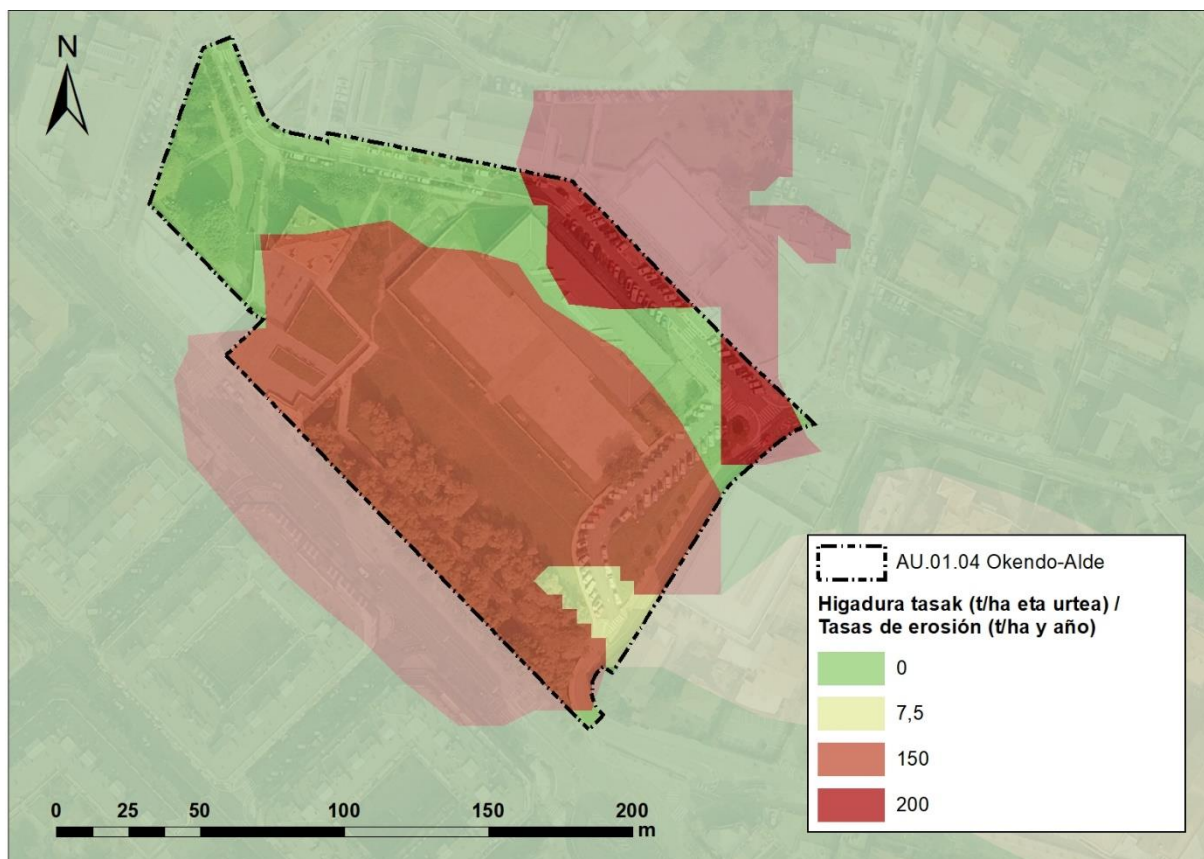 N
AU.01.04 Okendo-Alde
Higadura tasak (t/ha eta urtea) /
Tasas de erosión (t/ha y año)
0
7,5
150
200
0 25 50 100 150 200
m